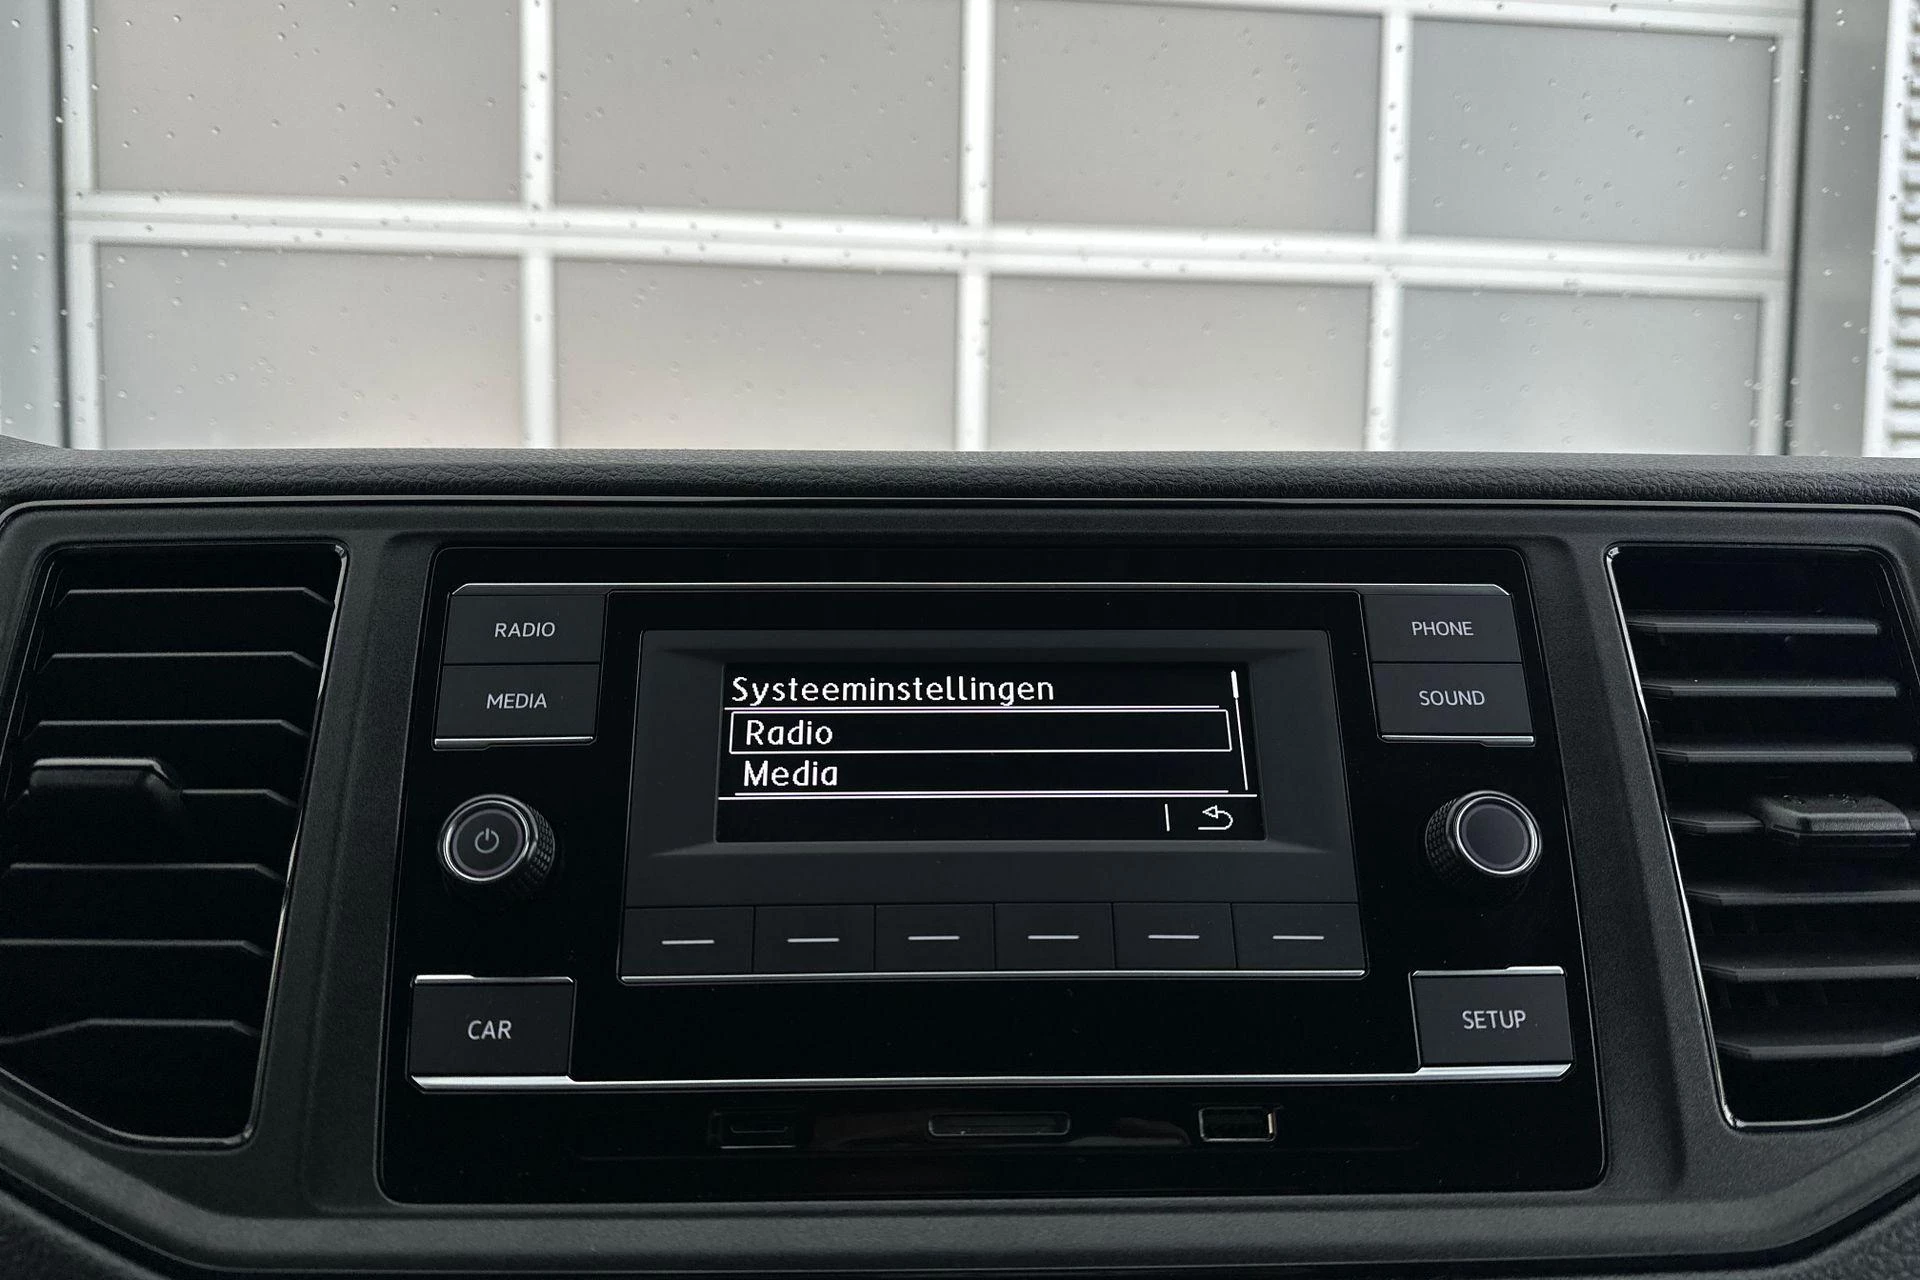 RADIO
MEDIA
Systeeminstellingen
Radio
Media
PHONE
SOUND
CAR
SETUP